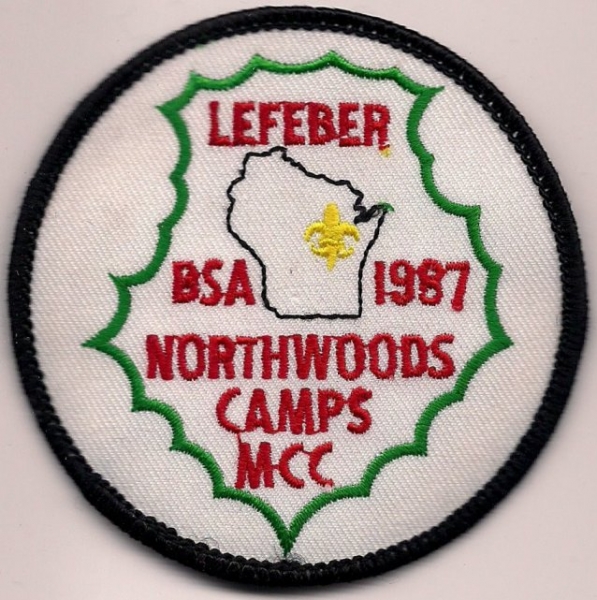 LEFEBER
BSA 1987
NORTHWOODS
CAMPS
MCC